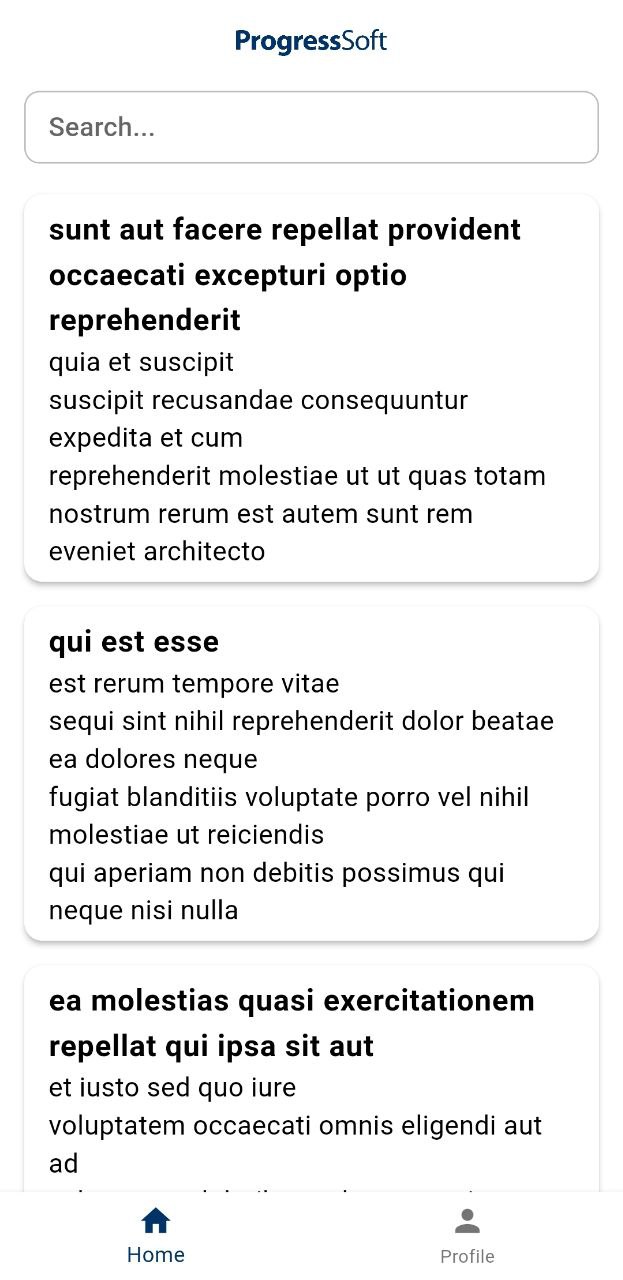 ProgressSoft
Search...
sunt aut facere repellat provident
occaecati excepturi optio
reprehenderit
quia et suscipit
suscipit recusandae consequuntur
expedita et cum
reprehenderit molestiae ut ut quas totam
nostrum rerum est autem sunt rem
eveniet architecto
qui est esse
est rerum tempore vitae
sequi sint nihil reprehenderit dolor beatae
ea dolores neque
fugiat blanditiis voluptate porro vel nihil
molestiae ut reiciendis
qui aperiam non debitis possimus qui
neque nisi nulla
ea molestias quasi exercitationem
repellat qui ipsa sit aut
et iusto sed quo iure
voluptatem occaecati omnis eligendi aut
ad
Home
Profile